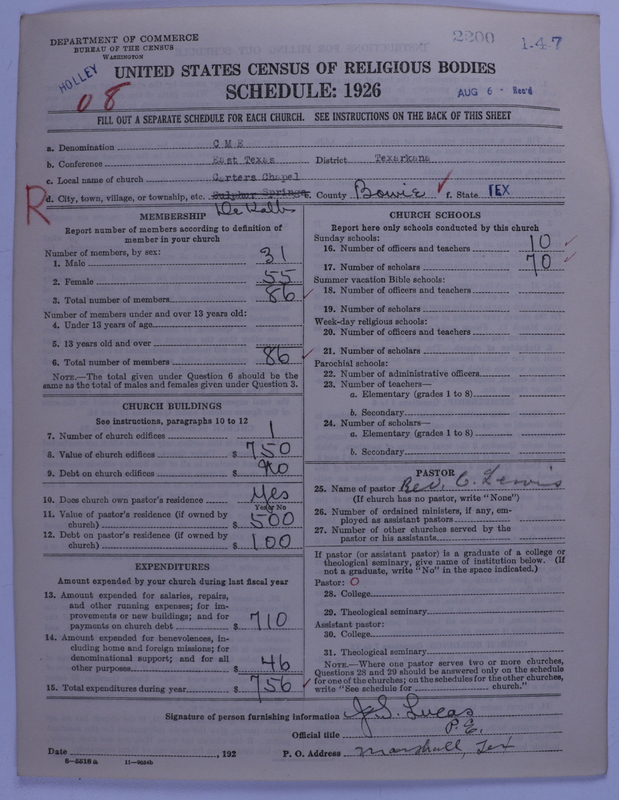 DEPARTMENT OF COMMERCE
BUREAU OF THE CENSUS
WASHINGTON
2200
1-4-7
HOLLEY
08
UNITED STATES CENSUS OF RELIGIOUS BODIES
SCHEDULE: 1926
AUG 6 - Rec'd
FILL OUT A SEPARATE SCHEDULE FOR EACH CHURCH. SEE INSTRUCTIONS ON THE BACK OF THIS SHEET
a. Denomination C M E
b. Conference East Texas District Texarkana
c. Local name of church Carters Chapel
R
d. City, town, village, or township, etc. Sulphur Springs County Bowie f. State TEX
De Kalb
MEMBERSHIP
Report number of members according to definition of
member in your church
Number of members, by sex:
1. Male 31
2. Female 55
3. Total number of members 86
Number of members under and over 13 years old:
4. Under 13 years of age
5. 13 years old and over
6. Total number of members 86
NOTE.—The total given under Question 6 should be the
same as the total of males and females given under Question 3.
CHURCH BUILDINGS
See instructions, paragraphs 10 to 12
7. Number of church edifices 1
8. Value of church edifices $ 750
9. Debt on church edifices $ No
10. Does church own pastor's residence Yes
Yes or No
11. Value of pastor's residence (if owned by
church) $ 500
12. Debt on pastor's residence (if owned by
church) $ 100
EXPENDITURES
Amount expended by your church during last fiscal year
13. Amount expended for salaries, repairs,
and other running expenses; for im-
provements or new buildings; and for
payments on church debt $ 710
14. Amount expended for benevolences, in-
cluding home and foreign missions; for
denominational support; and for all
other purposes $ 46
15. Total expenditures during year $ 756
CHURCH SCHOOLS
Report here only schools conducted by this church
Sunday schools:
16. Number of officers and teachers 10
17. Number of scholars 70
Summer vacation Bible schools:
18. Number of officers and teachers
19. Number of scholars
Week-day religious schools:
20. Number of officers and teachers
21. Number of scholars
Parochial schools:
22. Number of administrative officers
23. Number of teachers—
a. Elementary (grades 1 to 8)
b. Secondary
24. Number of scholars—
a. Elementary (grades 1 to 8)
b. Secondary
PASTOR
25. Name of pastor Rev. C. Lewis
(If church has no pastor, write "None")
26. Number of ordained ministers, if any, em-
ployed as assistant pastors
27. Number of other churches served by the
pastor or his assistants
If pastor (or assistant pastor) is a graduate of a college or
theological seminary, give name of institution below. (If
not a graduate, write "No" in the space indicated.)
Pastor: O
28. College
29. Theological seminary
Assistant pastor:
30. College
31. Theological seminary
NOTE.—Where one pastor serves two or more churches,
Questions 28 and 29 should be answered only on the schedule
for one of the churches; on the schedules for the other churches,
write "See schedule for church."
Signature of person furnishing information J. S. Lucas
Official title P. E.
Date , 192 P. O. Address Marshall, Tex